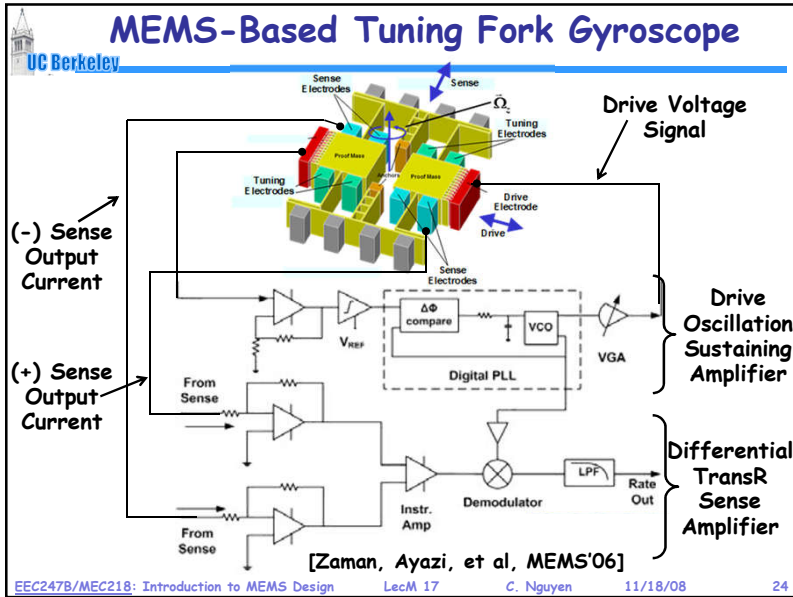 MEMS-Based Tuning Fork Gyroscope
UC Berkeley
Sense
Electrodes
Sense
Ω⃗z
Tuning
Electrodes
Drive Voltage
Signal
Proof Mass
Anchors
Proof Mass
Tuning
Electrodes
Drive
Electrode
Drive
Sense
Electrodes
(-) Sense
Output
Current
ΔΦ
compare
VCO
VREF
VGA
Digital PLL
Drive
Oscillation
Sustaining
Amplifier
(+) Sense
Output
Current
From
Sense
Instr.
Amp
Demodulator
LPF
Rate
Out
Differential
TransR
Sense
Amplifier
From
Sense
[Zaman, Ayazi, et al, MEMS'06]
EEC247B/MEC218: Introduction to MEMS Design LecM 17 C. Nguyen 11/18/08 24